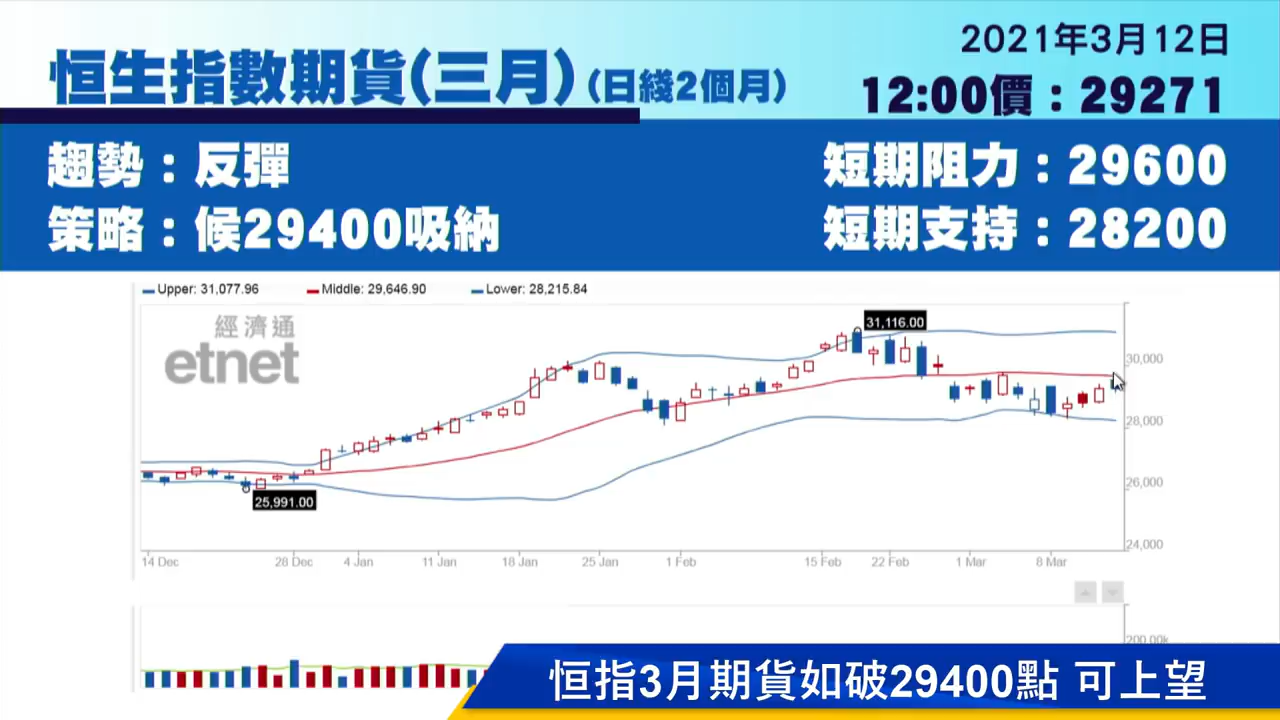 恒生指數期貨(三月) (日綫2個月)
2021年3月12日
12:00價：29271
趨勢：反彈
短期阻力：29600
策略：候29400吸納
短期支持：28200
Upper: 31,077.96 Middle: 29,646.90 Lower: 28,215.84
經濟通
etnet
31,116.00
30,000
28,000
26,000
25,991.00
24,000
14 Dec 28 Dec 4 Jan 11 Jan 18 Jan 25 Jan 1 Feb 15 Feb 22 Feb 1 Mar 8 Mar
200.00k
恒指3月期貨如破29400點 可上望